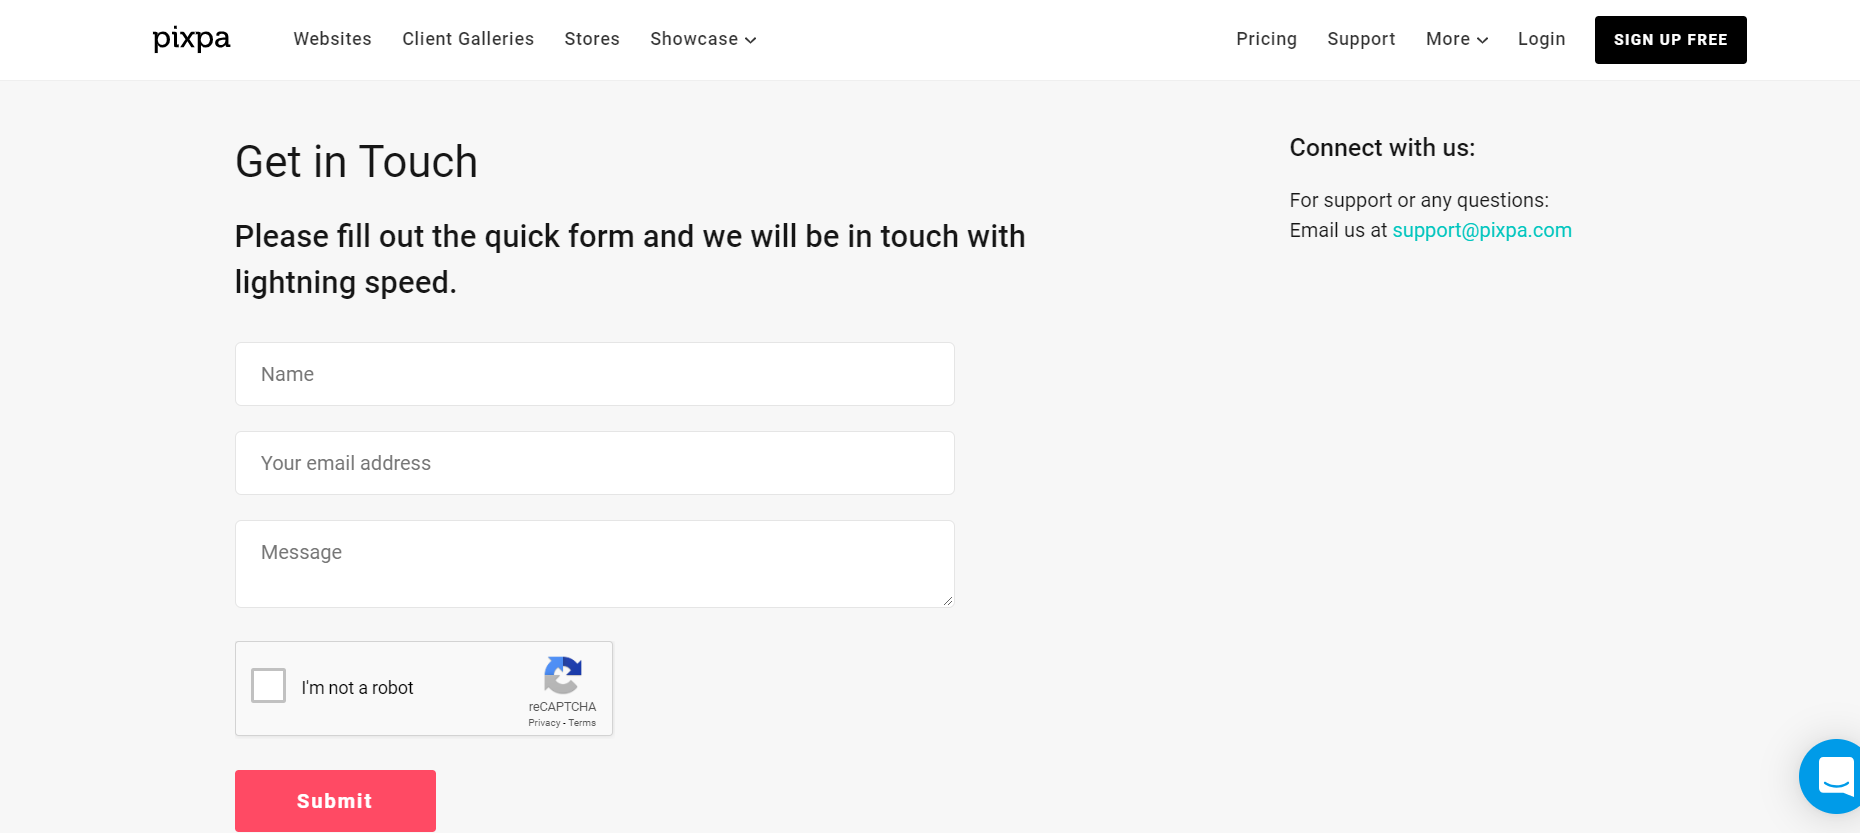 pixpa
Websites
Client Galleries
Stores
Showcase
Pricing
Support
More
Login
SIGN UP FREE
Get in Touch
Please fill out the quick form and we will be in touch with
lightning speed.
Name
Your email address
Message
I'm not a robot
reCAPTCHA
Privacy - Terms
Submit
Connect with us:
For support or any questions:
Email us at support@pixpa.com